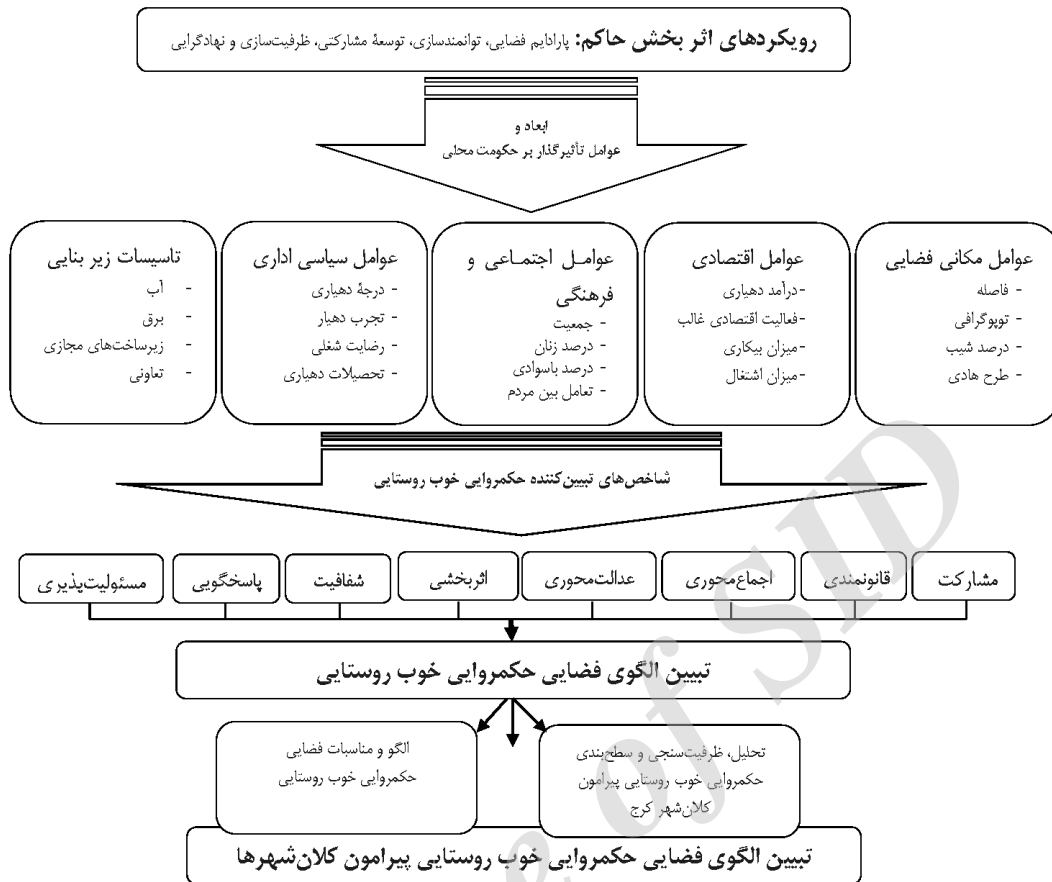 رویکردهای اثر بخش حاکم: پارادایم فضایی، توانمندسازی، توسعۀ مشارکتی، ظرفیت‌سازی و نهادگرایی
ابعاد و
عوامل تأثیرگذار بر حکومت محلی
عوامل مکانی فضایی
- فاصله
- توپوگرافی
- درصد شیب
- طرح هادی
عوامل اقتصادی
-درآمد دهیاری
-فعالیت اقتصادی غالب
-میزان بیکاری
-میزان اشتغال
عوامل اجتماعی و
فرهنگی
- جمعیت
- درصد زنان
- درصد باسوادی
- تعامل بین مردم
عوامل سیاسی اداری
- درجۀ دهیاری
- تجرب دهیار
- رضایت شغلی
- تحصیلات دهیاری
تاسیسات زیر بنایی
- آب
- برق
- زیرساخت‌های مجازی
- تعاونی
شاخص‌های تبیین‌کننده حکمروایی خوب روستایی
مشارکت
قانونمندی
اجماع‌محوری
عدالت‌محوری
اثربخشی
شفافیت
پاسخگویی
مسئولیت‌پذیری
تبیین الگوی فضایی حکمروایی خوب روستایی
تحلیل، ظرفیت‌سنجی و سطح‌بندی
حکمروایی خوب روستایی پیرامون
کلان‌شهر کرج
الگو و مناسبات فضایی
حکمروایی خوب روستایی
تبیین الگوی فضایی حکمروایی خوب روستایی پیرامون کلان‌شهرها
e of SID